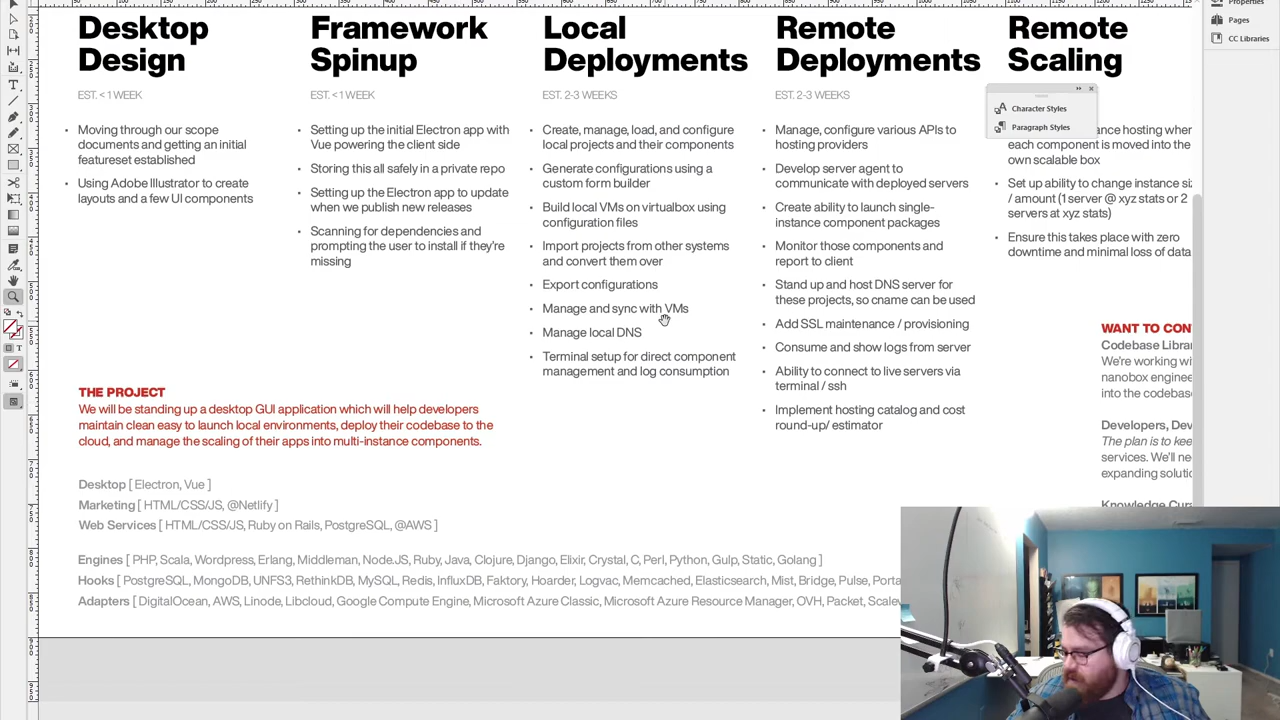 Properties
Pages
CC Libraries
Desktop
Design
EST. < 1 WEEK
• Moving through our scope
documents and getting an initial
featureset established
• Using Adobe Illustrator to create
layouts and a few UI components
Framework
Spinup
EST. < 1 WEEK
• Setting up the initial Electron app with
Vue powering the client side
• Storing this all safely in a private repo
• Setting up the Electron app to update
when we publish new releases
• Scanning for dependencies and
prompting the user to install if they're
missing
Local
Deployments
EST. 2-3 WEEKS
• Create, manage, load, and configure
local projects and their components
• Generate configurations using a
custom form builder
• Build local VMs on virtualbox using
configuration files
• Import projects from other systems
and convert them over
• Export configurations
• Manage and sync with VMs
• Manage local DNS
• Terminal setup for direct component
management and log consumption
Remote
Deployments
EST. 2-3 WEEKS
• Manage, configure various APIs to
hosting providers
• Develop server agent to
communicate with deployed servers
• Create ability to launch single-
instance component packages
• Monitor those components and
report to client
• Stand up and host DNS server for
these projects, so cname can be used
• Add SSL maintenance / provisioning
• Consume and show logs from server
• Ability to connect to live servers via
terminal / ssh
• Implement hosting catalog and cost
round-up/ estimator
Remote
Scaling
Character Styles
Paragraph Styles
ance hosting wher
each component is moved into the
own scalable box
• Set up ability to change instance si
/ amount (1 server @ xyz stats or 2
servers at xyz stats)
• Ensure this takes place with zero
downtime and minimal loss of data
THE PROJECT
We will be standing up a desktop GUI application which will help developers
maintain clean easy to launch local environments, deploy their codebase to the
cloud, and manage the scaling of their apps into multi-instance components.
Desktop [ Electron, Vue ]
Marketing [ HTML/CSS/JS, @Netlify ]
Web Services [ HTML/CSS/JS, Ruby on Rails, PostgreSQL, @AWS ]
Engines [ PHP, Scala, Wordpress, Erlang, Middleman, Node.JS, Ruby, Java, Clojure, Django, Elixir, Crystal, C, Perl, Python, Gulp, Static, Golang ]
Hooks [ PostgreSQL, MongoDB, UNFS3, RethinkDB, MySQL, Redis, InfluxDB, Faktory, Hoarder, Logvac, Memcached, Elasticsearch, Mist, Bridge, Pulse, Porta
Adapters [ DigitalOcean, AWS, Linode, Libcloud, Google Compute Engine, Microsoft Azure Classic, Microsoft Azure Resource Manager, OVH, Packet, Scalew
WANT TO CON
Codebase Librar
We're working wi
nanobox enginee
into the codebas
Developers, Dev
The plan is to kee
services. We'll ne
expanding soluti
Knowledge Cura